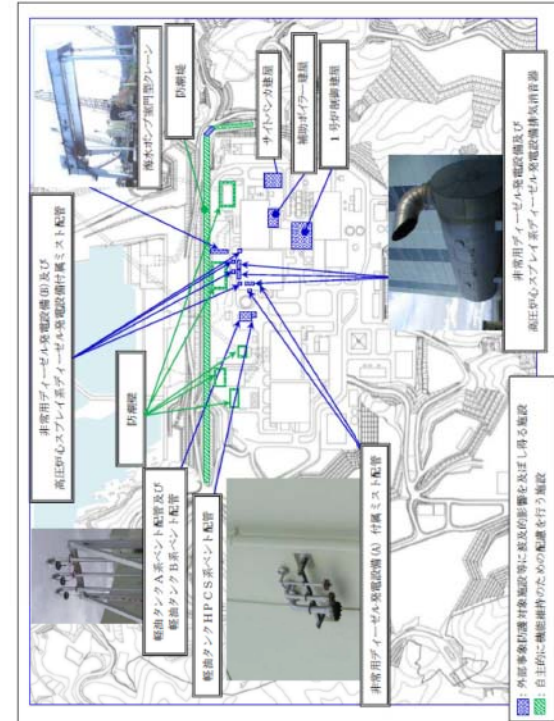 非常用ディーゼル発電設備(B)及び
高圧炉心スプレイ系ディーゼル発電設備付属ミスト配管
海水ポンプ室門型クレーン
防潮堤
防潮壁
サイトバンカ建屋
補助ボイラー建屋
1号炉制御建屋
軽油タンクA系ベント配管及び
軽油タンクB系ベント配管
軽油タンクHPCS系ベント配管
非常用ディーゼル発電設備(A) 付属ミスト配管
非常用ディーゼル発電設備及び
高圧炉心スプレイ系ディーゼル発電設備排気消音器
:外部事象防護対象施設等に波及的影響を及ぼし得る施設
:自主的に機能維持のための配慮を行う施設